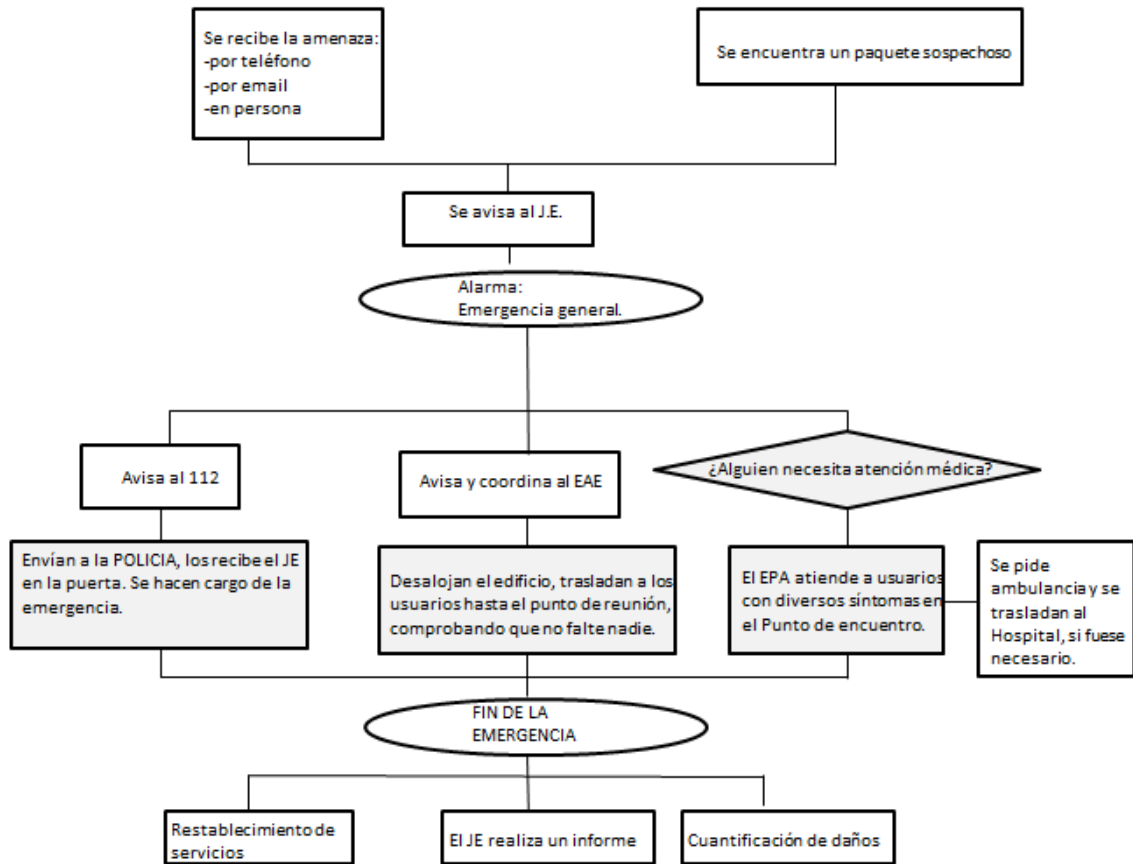 Se recibe la amenaza:
-por teléfono
-por email
-en persona
Se encuentra un paquete sospechoso
Se avisa al J.E.
Alarma:
Emergencia general.
Avisa al 112
Avisa y coordina al EAE
¿Alguien necesita atención médica?
Envían a la POLICIA, los recibe el JE
en la puerta. Se hacen cargo de la
emergencia.
Desalojan el edificio, trasladan a los
usuarios hasta el punto de reunión,
comprobando que no falte nadie.
El EPA atiende a usuarios
con diversos síntomas en
el Punto de encuentro.
Se pide
ambulancia y se
trasladan al
Hospital, si fuese
necesario.
FIN DE LA
EMERGENCIA
Restablecimiento de
servicios
El JE realiza un informe
Cuantificación de daños